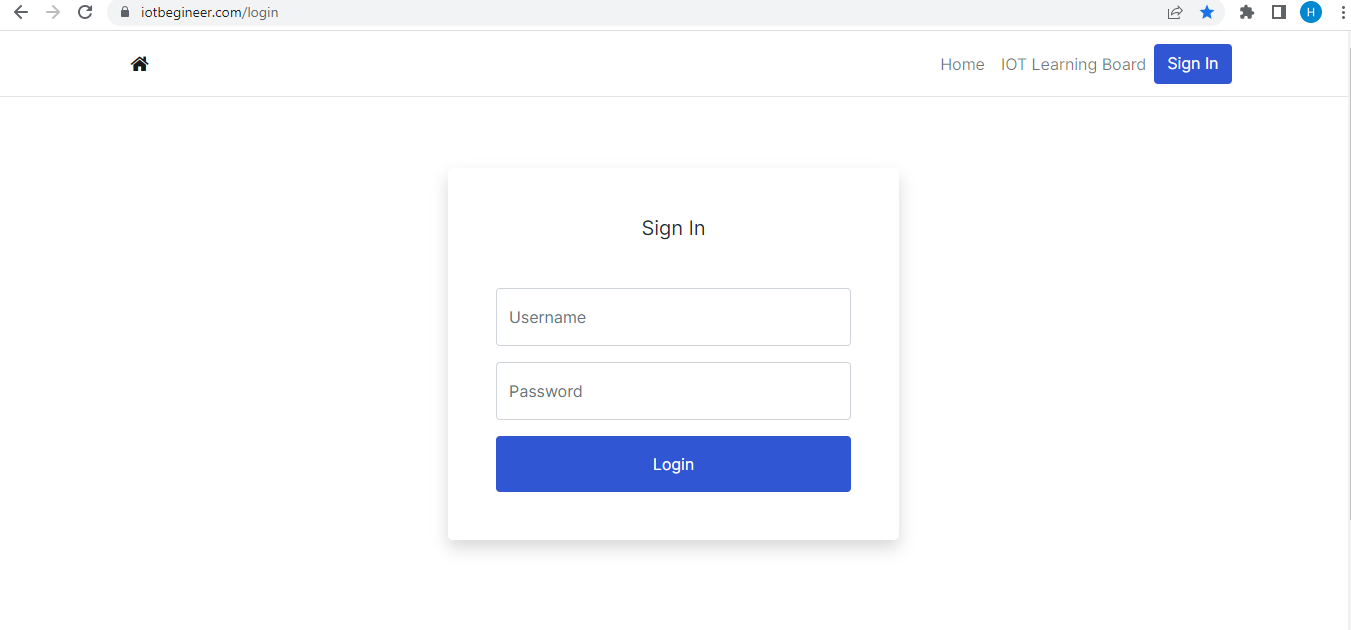 iotbegineer.com/login
H
Home IOT Learning Board Sign In
Sign In
Username
Password
Login